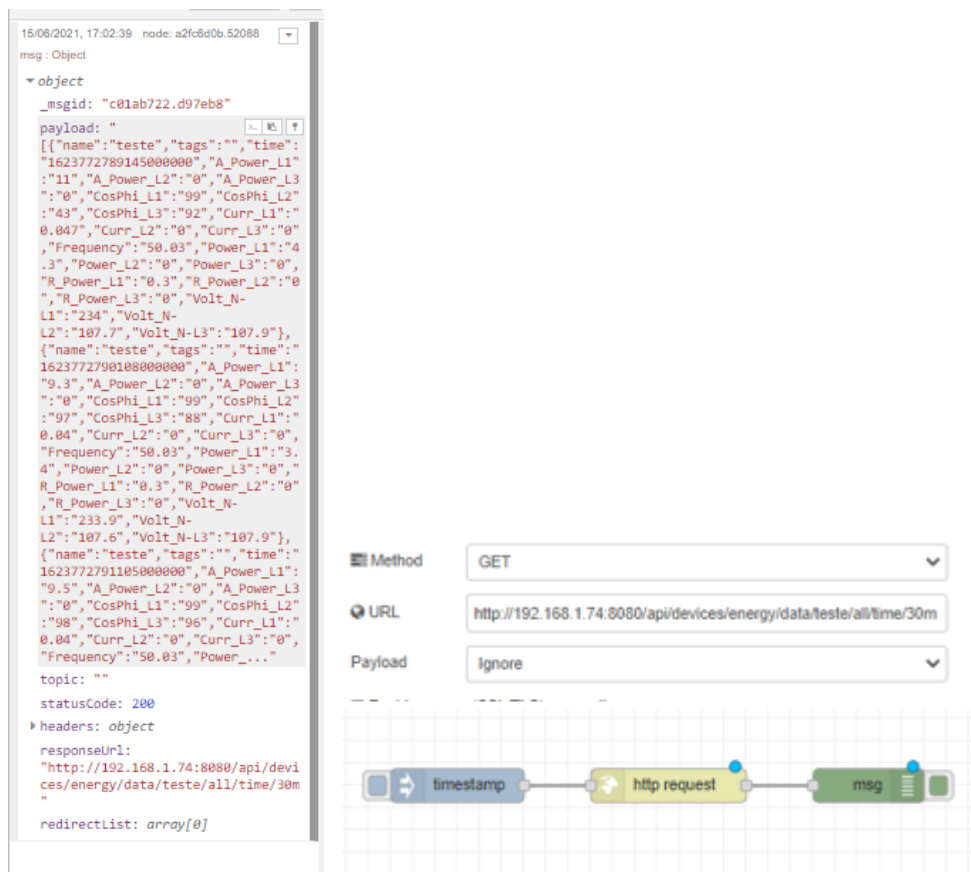 15/06/2021, 17:02:39 node: a2fc6d0b.52088
msg : Object
object
_msgid: "c01ab722.d97eb8"
payload: "
[{"name":"teste","tags":"","time":
"1623772789145000000","A_Power_L1"
:"11","A_Power_L2":"0","A_Power_L3
":"0","CosPhi_L1":"99","CosPhi_L2"
:"43","CosPhi_L3":"92","Curr_L1":"
0.047","Curr_L2":"0","Curr_L3":"0"
,"Frequency":"50.03","Power_L1":"4
.3","Power_L2":"0","Power_L3":"0",
"R_Power_L1":"0.3","R_Power_L2":"0
","R_Power_L3":"0","Volt_N-
L1":"234","Volt_N-
L2":"107.7","Volt_N-L3":"107.9"},
{"name":"teste","tags":"","time":"
1623772790108000000","A_Power_L1":
"9.3","A_Power_L2":"0","A_Power_L3
":"0","CosPhi_L1":"99","CosPhi_L2"
:"97","CosPhi_L3":"88","Curr_L1":"
0.04","Curr_L2":"0","Curr_L3":"0",
"Frequency":"50.03","Power_L1":"3.
4","Power_L2":"0","Power_L3":"0","
R_Power_L1":"0.3","R_Power_L2":"0"
,"R_Power_L3":"0","Volt_N-
L1":"233.9","Volt_N-
L2":"107.6","Volt_N-L3":"107.9"},
{"name":"teste","tags":"","time":"
1623772791105000000","A_Power_L1":
"9.5","A_Power_L2":"0","A_Power_L3
":"0","CosPhi_L1":"99","CosPhi_L2"
:"98","CosPhi_L3":"96","Curr_L1":"
0.04","Curr_L2":"0","Curr_L3":"0",
"Frequency":"50.03","Power_..."
topic: ""
statusCode: 200
headers: object
responseUrl:
"http://192.168.1.74:8080/api/devi
ces/energy/data/teste/all/time/30m
"
redirectList: array[0]
Method
GET
URL
http://192.168.1.74:8080/api/devices/energy/data/teste/all/time/30m
Payload
Ignore
timestamp
http request
msg